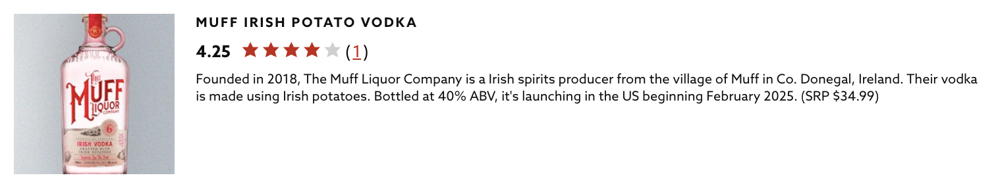 MUFF IRISH POTATO VODKA
4.25 (1)
Founded in 2018, The Muff Liquor Company is a Irish spirits producer from the village of Muff in Co. Donegal, Ireland. Their vodka
is made using Irish potatoes. Bottled at 40% ABV, it's launching in the US beginning February 2025. (SRP $34.99)
The
MUFF
LIQUOR
COMPANY
IRISH VODKA
CRAFTED WITH
IRISH POTATOES